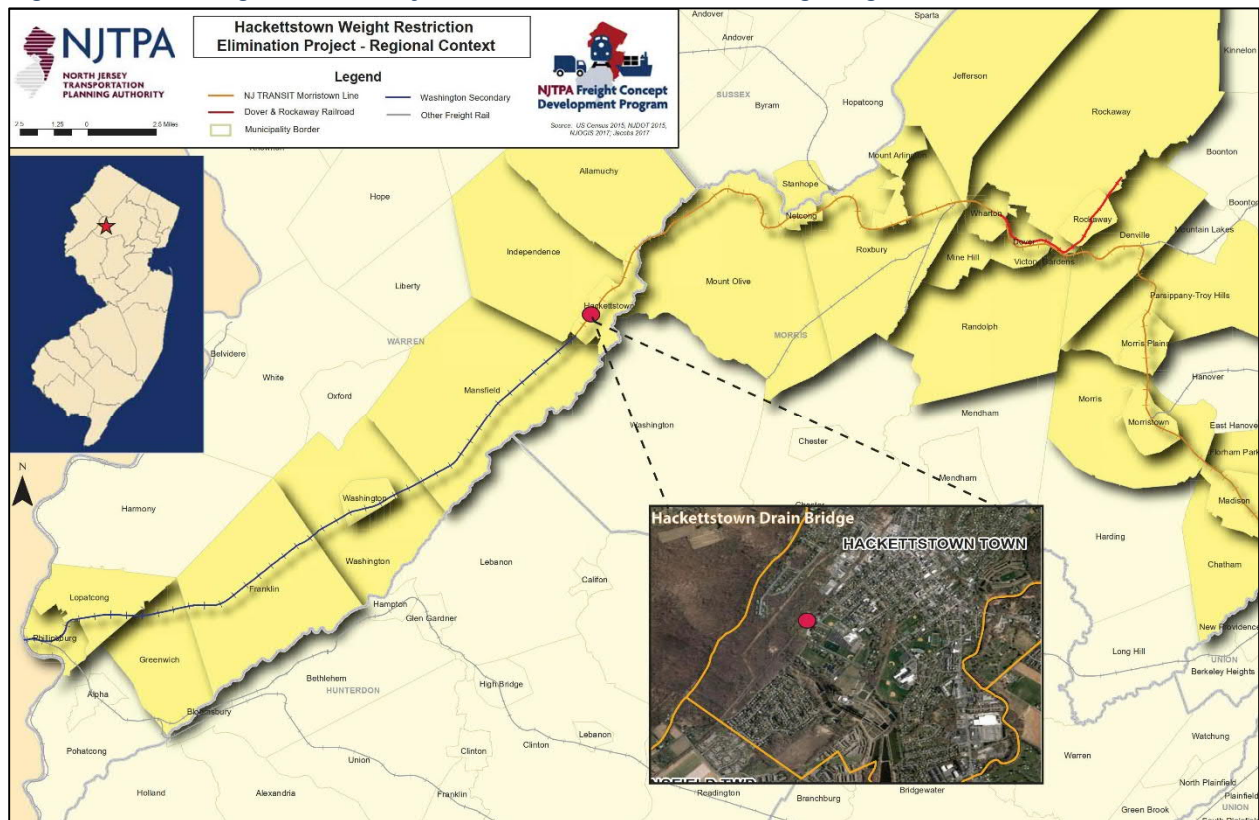 NJTPA
NORTH JERSEY
TRANSPORTATION
PLANNING AUTHORITY
2.5 1.25 0 2.5 Miles
Hackettstown Weight Restriction
Elimination Project - Regional Context
Legend
NJ TRANSIT Morristown Line
Dover & Rockaway Railroad
Municipality Border
Washington Secondary
Other Freight Rail
NJTPA Freight Concept
Development Program
Source: US Census 2015, NJDOT 2015,
NJOGIS 2017; Jacobs 2017
Andover
Andover
Sparta
Kinnelon
Jefferson
SUSSEX
Byram
Hopatcong
Rockaway
Mount Arlington
Boonton
Allamuchy
Stanhope
Hope
Netcong
Wharton
Rockaway
Boonton
Independence
Roxbury
Dover
Denville
Mountain Lakes
Mine Hill
Victory Gardens
Liberty
Mount Olive
Hackettstown
Parsippany-Troy Hills
Randolph
MORRIS
WARREN
Morris Plains
Belvidere
White
Mansfield
Hanover
Oxford
Morris
Mendham
Washington
Morristown
East Hanover
Chester
Florham Park
N
Mendham
Madison
Washington
Chester
Harmony
Hackettstown Drain Bridge
HACKETTSTOWN TOWN
Harding
Washington
Lebanon
Chatham
Franklin
Califon
Lopatcong
Hampton
Glen Gardner
New Providence
Phillipsburg
Long Hill
UNION
Greenwich
Berkeley Heights
Bethlehem
High Bridge
Alpha
HUNTERDON
Bloomsbury
Lebanon
Pohatcong
Clinton
Clinton
Watchung
Union
Warren
North Plainfield
Holland
Alexandria
Franklin
Readington
Branchburg
Bridgewater
Plainfield
Green Brook
UNION
South Plainfield